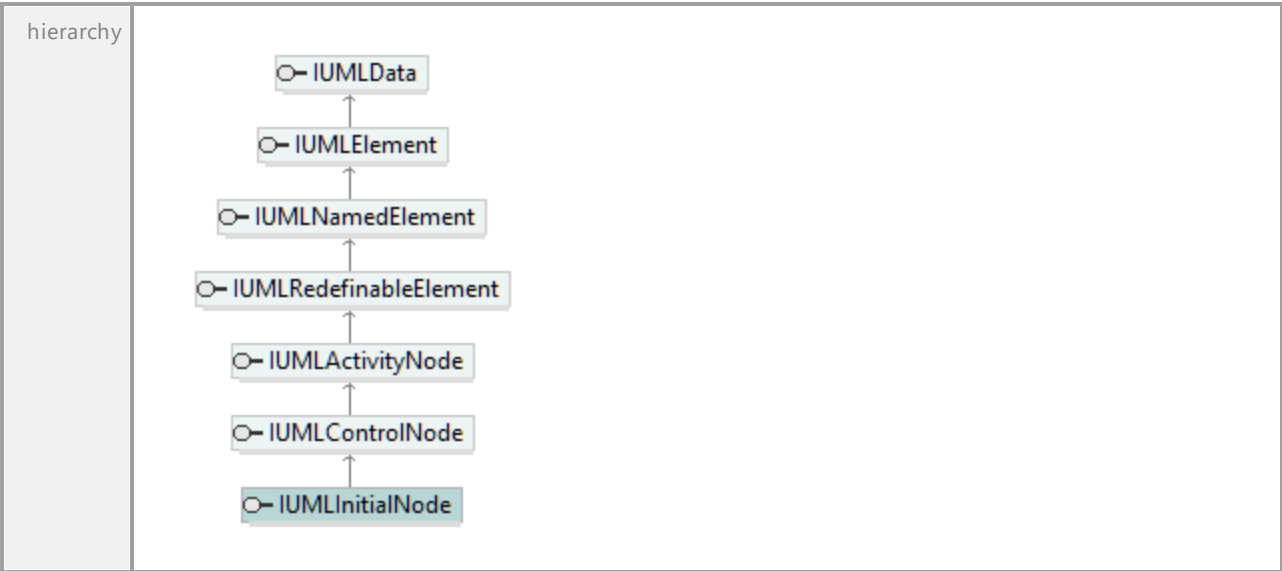 hierarchy
IUMLData
IUMLElement
IUMLNamedElement
IUMLRedefinableElement
IUMLActivityNode
IUMLControlNode
IUMLInitialNode